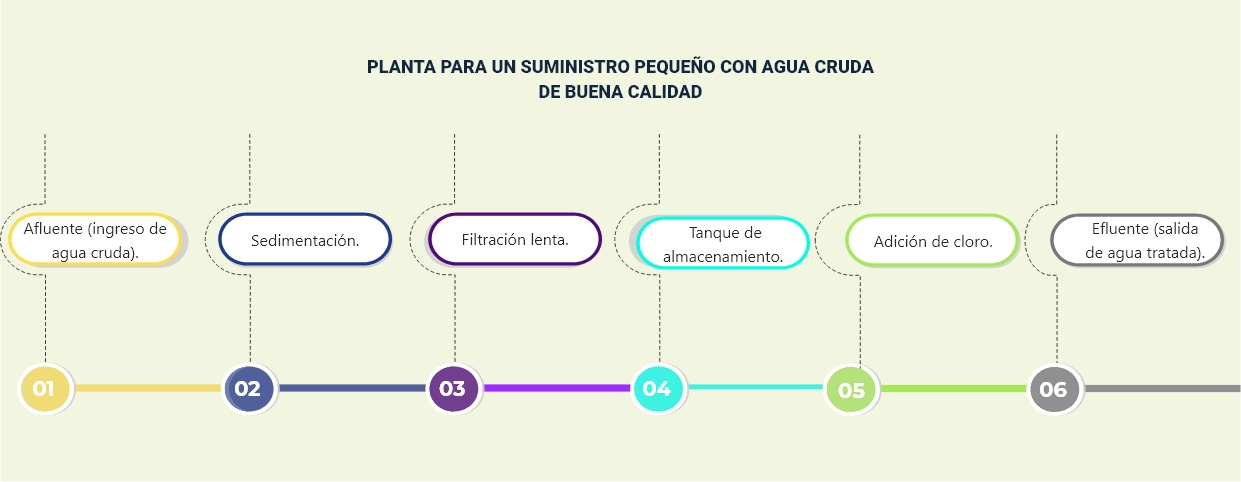 PLANTA PARA UN SUMINISTRO PEQUEÑO CON AGUA CRUDA
DE BUENA CALIDAD
Afluente (ingreso de
agua cruda).
Sedimentación.
Filtración lenta.
Tanque de
almacenamiento.
Adición de cloro.
Efluente (salida
de agua tratada).
01
02
03
04
05
06